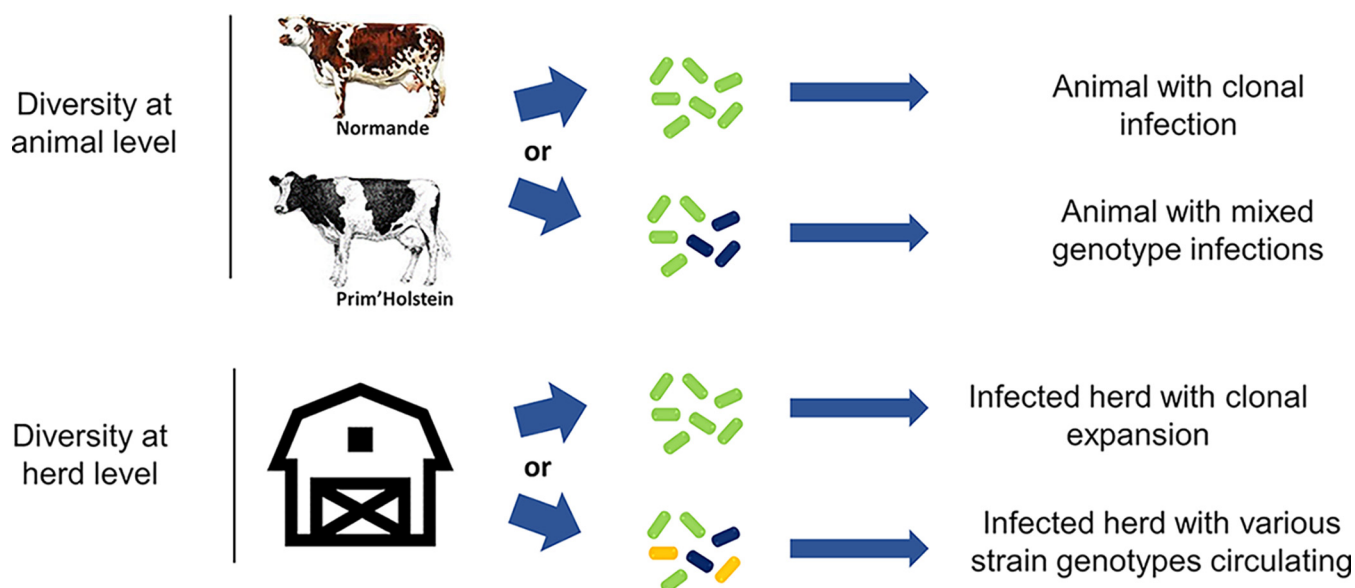 Diversity at
animal level
Normande
or
Prim'Holstein
Animal with clonal
infection
Animal with mixed
genotype infections
Diversity at
herd level
or
Infected herd with clonal
expansion
Infected herd with various
strain genotypes circulating